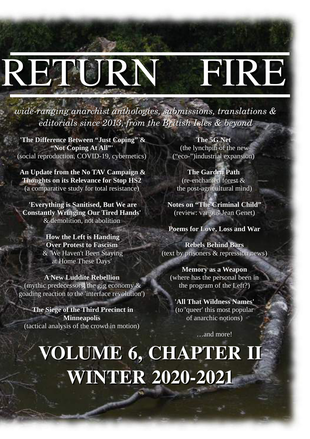 RETURN FIRE
wide-ranging anarchist anthologies, submissions, translations &
editorials since 2013, from the British Isles & beyond
'The Difference Between “Just Coping” &
“Not Coping At All”'
(social reproduction, COVID-19, cybernetics)
An Update from the No TAV Campaign &
Thoughts on its Relevance for Stop HS2
(a comparative study for total resistance)
'Everything is Sanitised, But We are
Constantly Wringing Our Tired Hands'
& demolition, not abolition
How the Left is Handing
Over Protest to Fascism
& 'We Haven't Been Staying
at Home These Days'
A New Luddite Rebellion
(mythic predecessors, the gig economy &
goading reaction to the 'interface revolution')
The Siege of the Third Precinct in
Minneapolis
(tactical analysis of the crowd in motion)
The 5G Net
(the lynchpin of the new
("eco-")industrial expansion)
The Garden Path
(re-enchanted forest &
the post-agricultural mind)
Notes on "The Criminal Child"
(review: Jean Genet)
Poems for Love, Loss and War
Rebels Behind Bars
(text by prisoners & repression news)
Memory as a Weapon
(where has the personal been in
the program of the Left?)
'All That Wildness Names'
(to 'queer' this most popular
of anarchic notions)
…and more!
VOLUME 6, CHAPTER II
WINTER 2020-2021